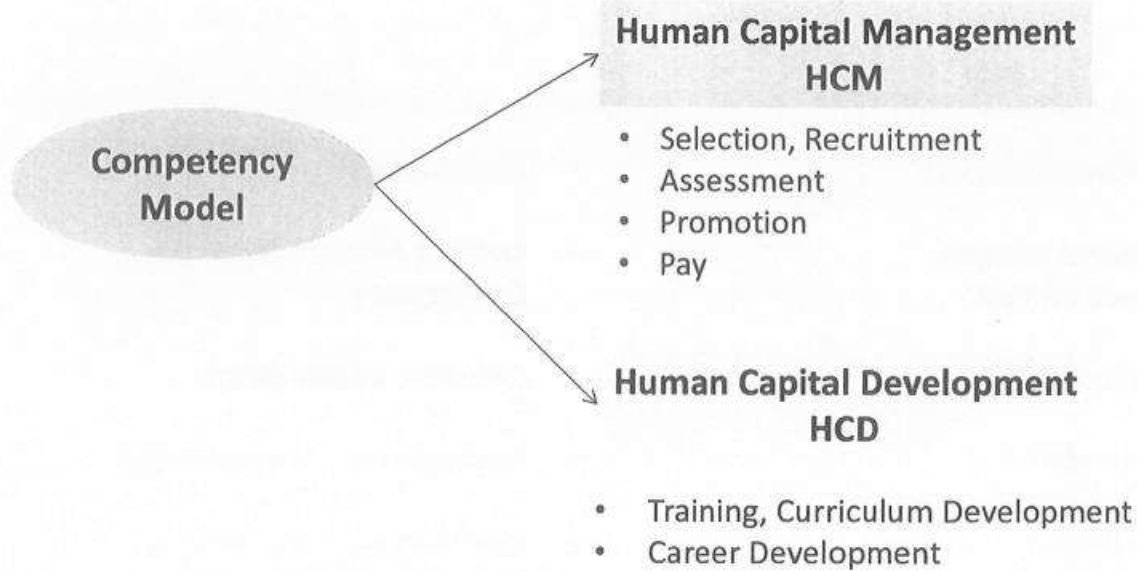 Human Capital Management
HCM
Competency
Model
• Selection, Recruitment
• Assessment
• Promotion
• Pay
Human Capital Development
HCD
• Training, Curriculum Development
• Career Development